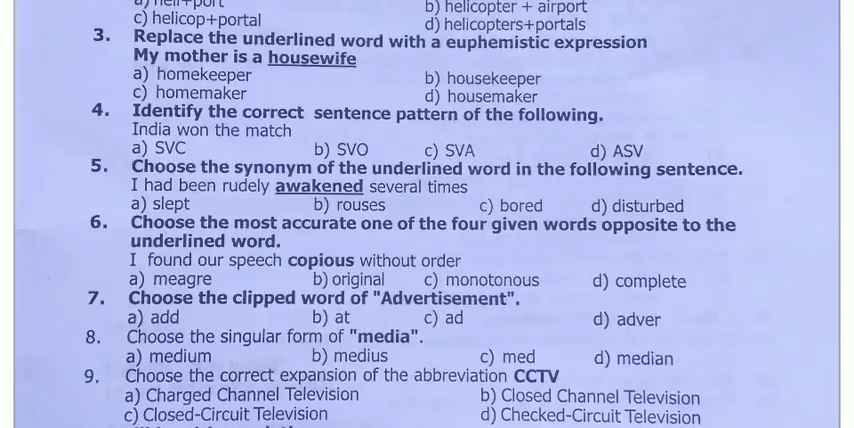 a) heli+port b) helicopter + airport
c) helicop+portal d) helicopters+portals
3. Replace the underlined word with a euphemistic expression
My mother is a housewife
a) homekeeper b) housekeeper
c) homemaker d) housemaker
4. Identify the correct sentence pattern of the following.
India won the match
a) SVC b) SVO c) SVA d) ASV
5. Choose the synonym of the underlined word in the following sentence.
I had been rudely awakened several times
a) slept b) rouses c) bored d) disturbed
6. Choose the most accurate one of the four given words opposite to the
underlined word.
I found our speech copious without order
a) meagre b) original c) monotonous d) complete
7. Choose the clipped word of "Advertisement".
a) add b) at c) ad d) adver
8. Choose the singular form of "media".
a) medium b) medius c) med d) median
9. Choose the correct expansion of the abbreviation CCTV
a) Charged Channel Television b) Closed Channel Television
c) Closed-Circuit Television d) Checked-Circuit Television